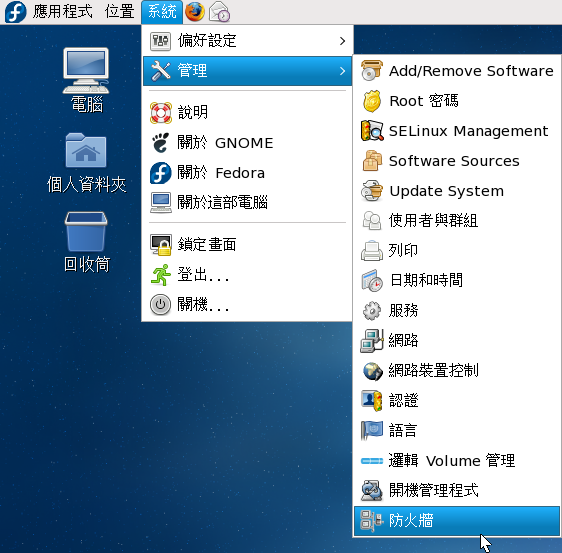 應用程式 位置 系統
電腦
個人資料夾
回收筒
偏好設定
管理
說明
關於 GNOME
關於 Fedora
關於這部電腦
鎖定畫面
登出...
關機...
Add/Remove Software
Root 密碼
SELinux Management
Software Sources
Update System
使用者與群組
列印
日期和時間
服務
網路
網路裝置控制
認證
語言
邏輯 Volume 管理
開機管理程式
防火牆